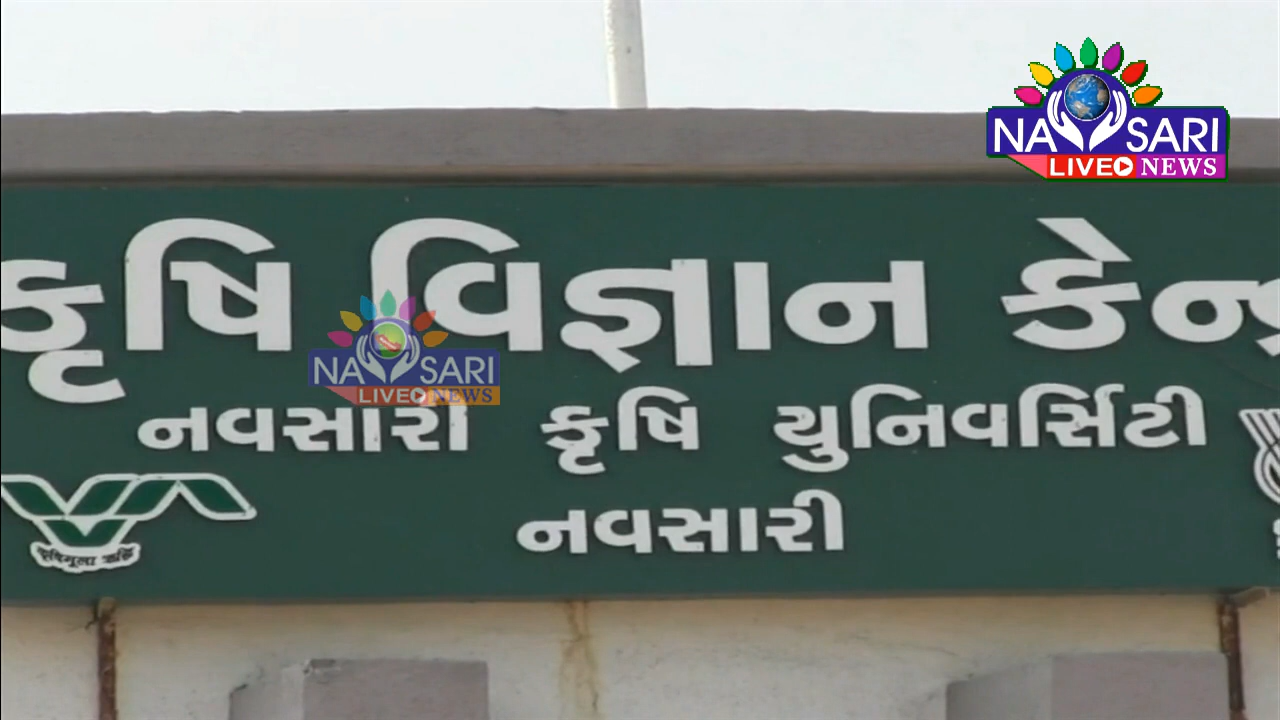 NAVSARI
LIVE NEWS
કૃષિ વિજ્ઞાન કેન્દ્ર
NAVSARI
LIVE NEWS
નવસારી કૃષિ યુનિવર્સિટી
નવસારી
કૃષિમૂલા